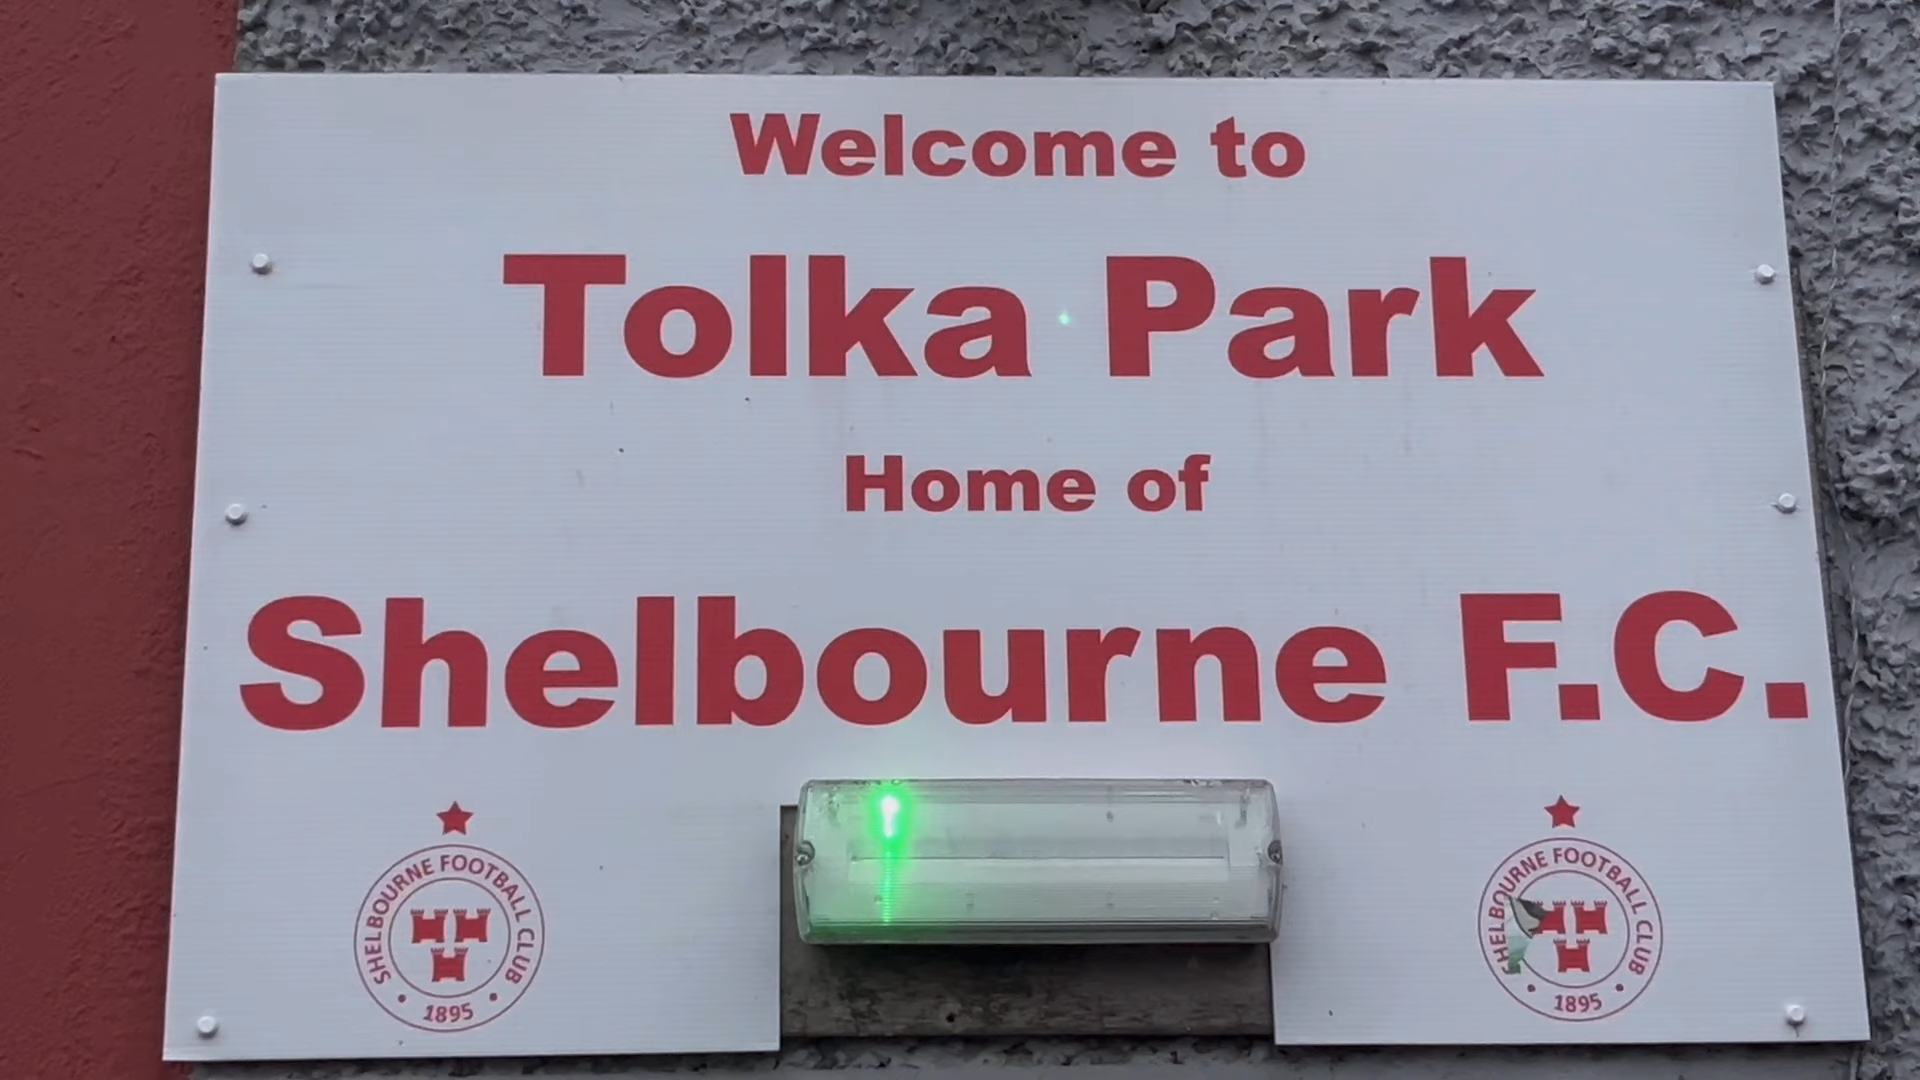 Welcome to
Tolka Park
Home of
Shelbourne F.C.
SHELBOURNE FOOTBALL CLUB
1895
SHELBOURNE FOOTBALL CLUB
1895